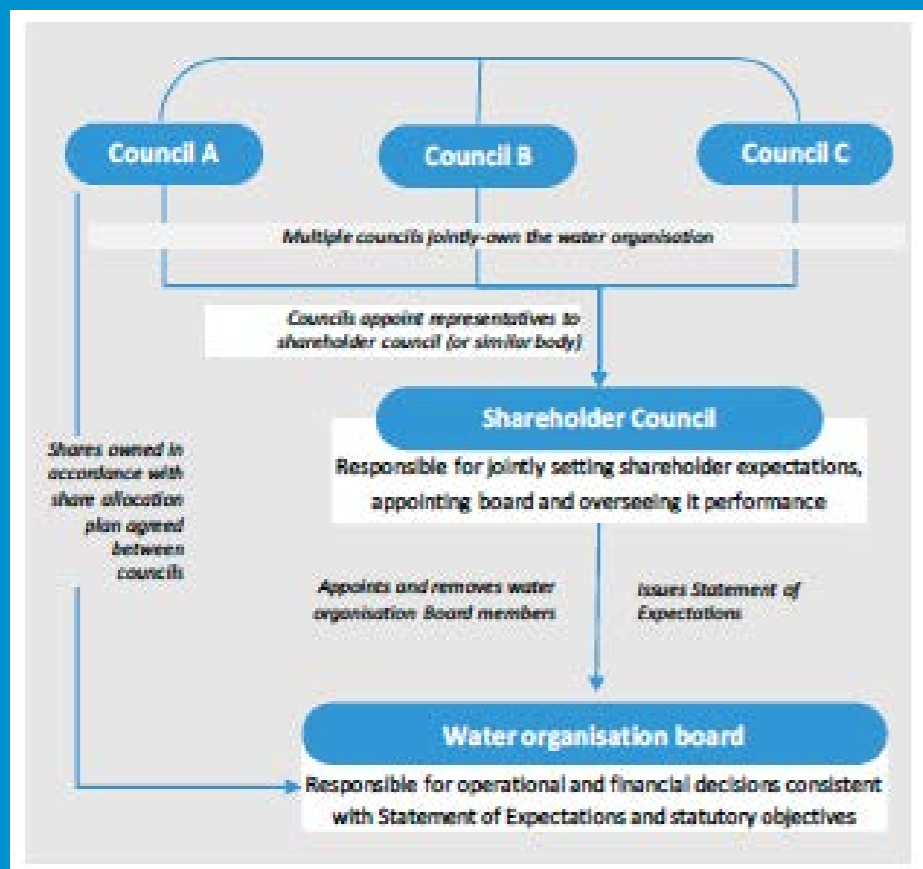 Council A
Council B
Council C
Multiple councils jointly-own the water organisation
Councils appoint representatives to
shareholder council (or similar body)
Shareholder Council
Responsible for jointly setting shareholder expectations,
appointing board and overseeing it performance
Shares owned in
accordance with
share allocation
plan agreed
between
councils
Appoints and removes water
organisation Board members
Issues Statement of
Expectations
Water organisation board
Responsible for operational and financial decisions consistent
with Statement of Expectations and statutory objectives